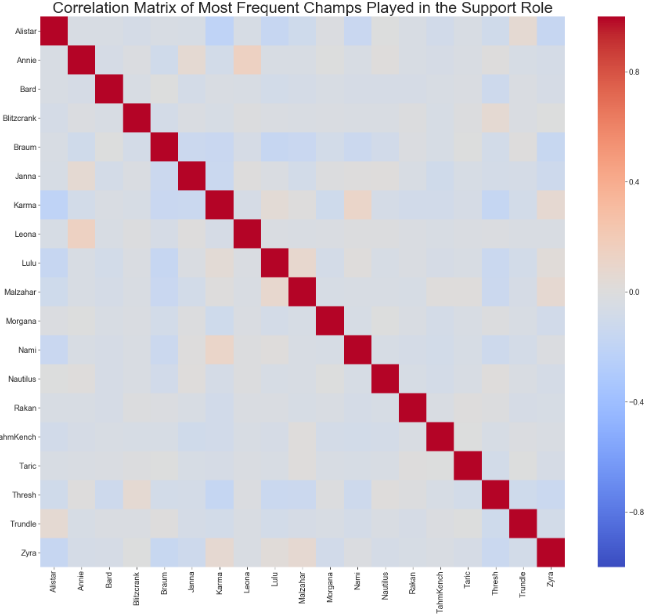 Correlation Matrix of Most Frequent Champs Played in the Support Role
Alistar
Annie
Bard
Blitzcrank
Braum
Janna
Karma
Leona
Lulu
Malzahar
Morgana
Nami
Nautilus
Rakan
ahmKench
Taric
Thresh
Trundle
Zyra
Alistar
Annie
Bard
Blitzcrank
Braum
Janna
Karma
Leona
Lulu
Malzahar
Morgana
Nami
Nautilus
Rakan
TahmKench
Taric
Thresh
Trundle
Zyra
0.8
0.4
0.0
−0.4
−0.8